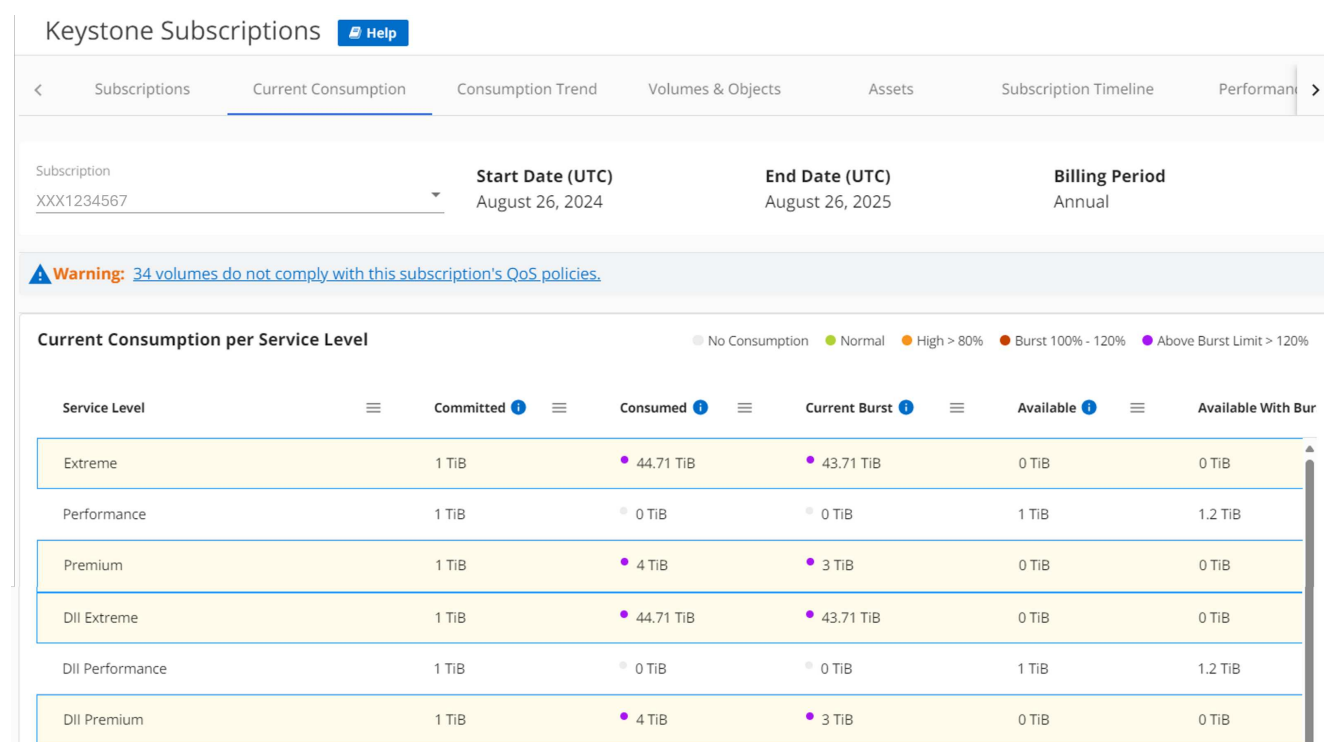 Keystone Subscriptions Help
Subscriptions Current Consumption Consumption Trend Volumes & Objects Assets Subscription Timeline Performanc
Subscription
XXX1234567
Start Date (UTC) End Date (UTC) Billing Period
August 26, 2024 August 26, 2025 Annual
Warning: 34 volumes do not comply with this subscription's QoS policies.
Current Consumption per Service Level No Consumption Normal High > 80% Burst 100% - 120% Above Burst Limit > 120%
Service Level Committed Consumed Current Burst Available Available With Bur
Extreme 1 TiB 44.71 TiB 43.71 TiB 0 TiB 0 TiB
Performance 1 TiB 0 TiB 0 TiB 1 TiB 1.2 TiB
Premium 1 TiB 4 TiB 3 TiB 0 TiB 0 TiB
DII Extreme 1 TiB 44.71 TiB 43.71 TiB 0 TiB 0 TiB
DII Performance 1 TiB 0 TiB 0 TiB 1 TiB 1.2 TiB
DII Premium 1 TiB 4 TiB 3 TiB 0 TiB 0 TiB